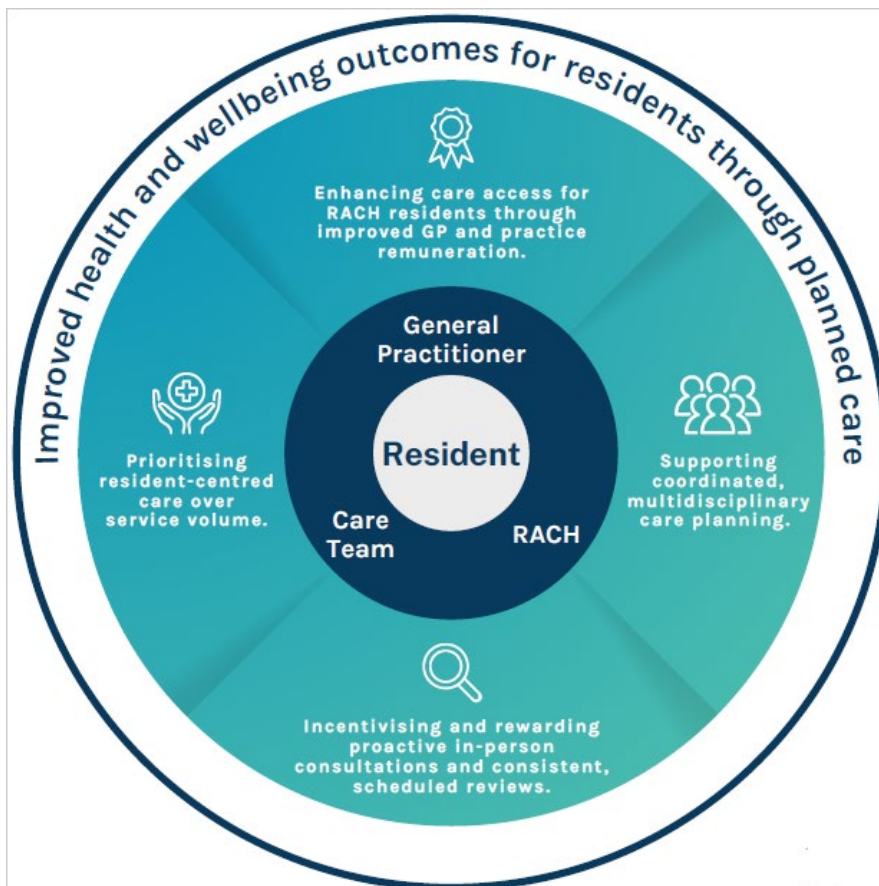 Improved health and wellbeing outcomes for residents through planned care
Enhancing care access for
RACH residents through
improved GP and practice
remuneration.
General
Practitioner
Resident
Care
Team
RACH
Prioritising
resident-centred
care over
service volume.
Supporting
coordinated,
multidisciplinary
care planning.
Incentivising and rewarding
proactive in-person
consultations and consistent,
scheduled reviews.